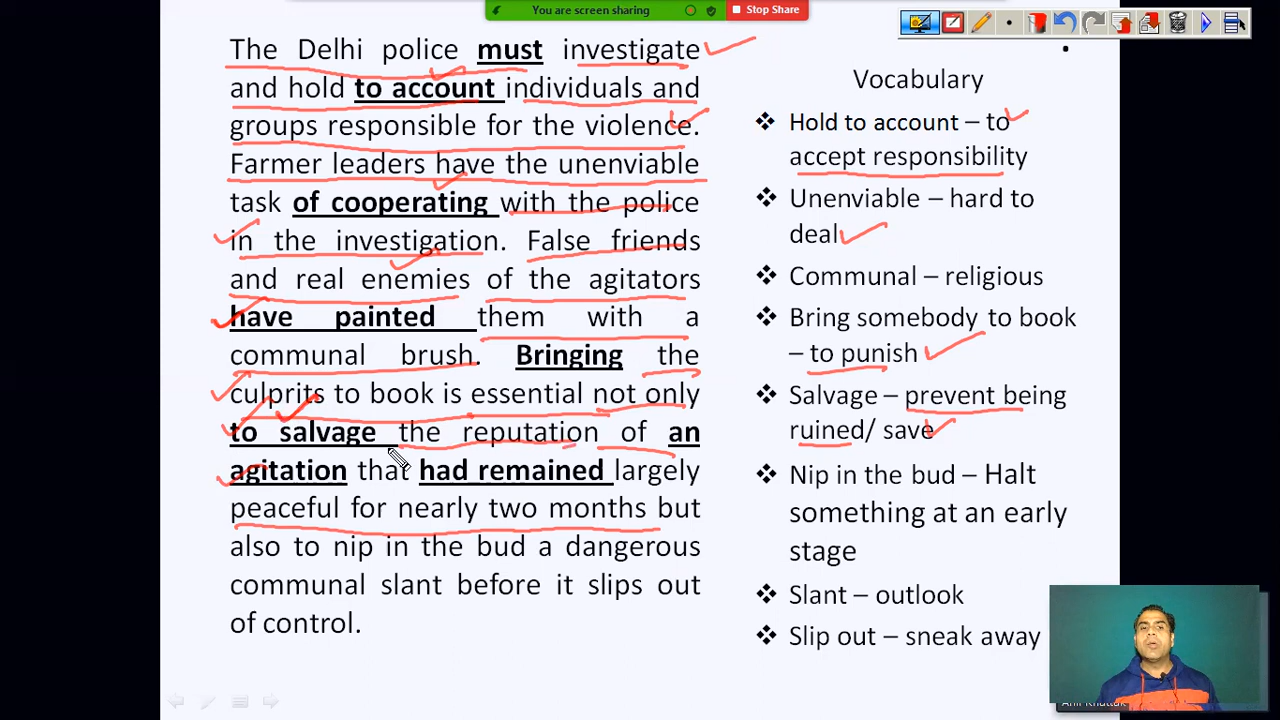 You are screen sharing
Stop Share
The Delhi police must investigate
and hold to account individuals and
groups responsible for the violence.
Farmer leaders have the unenviable
task of cooperating with the police
in the investigation. False friends
and real enemies of the agitators
have painted them with a
communal brush. Bringing the
culprits to book is essential not only
to salvage the reputation of an
agitation that had remained largely
peaceful for nearly two months but
also to nip in the bud a dangerous
communal slant before it slips out
of control.
Vocabulary
❖ Hold to account – to
accept responsibility
❖ Unenviable – hard to
deal
❖ Communal – religious
❖ Bring somebody to book
– to punish
❖ Salvage – prevent being
ruined/ save
❖ Nip in the bud – Halt
something at an early
stage
❖ Slant – outlook
❖ Slip out – sneak away